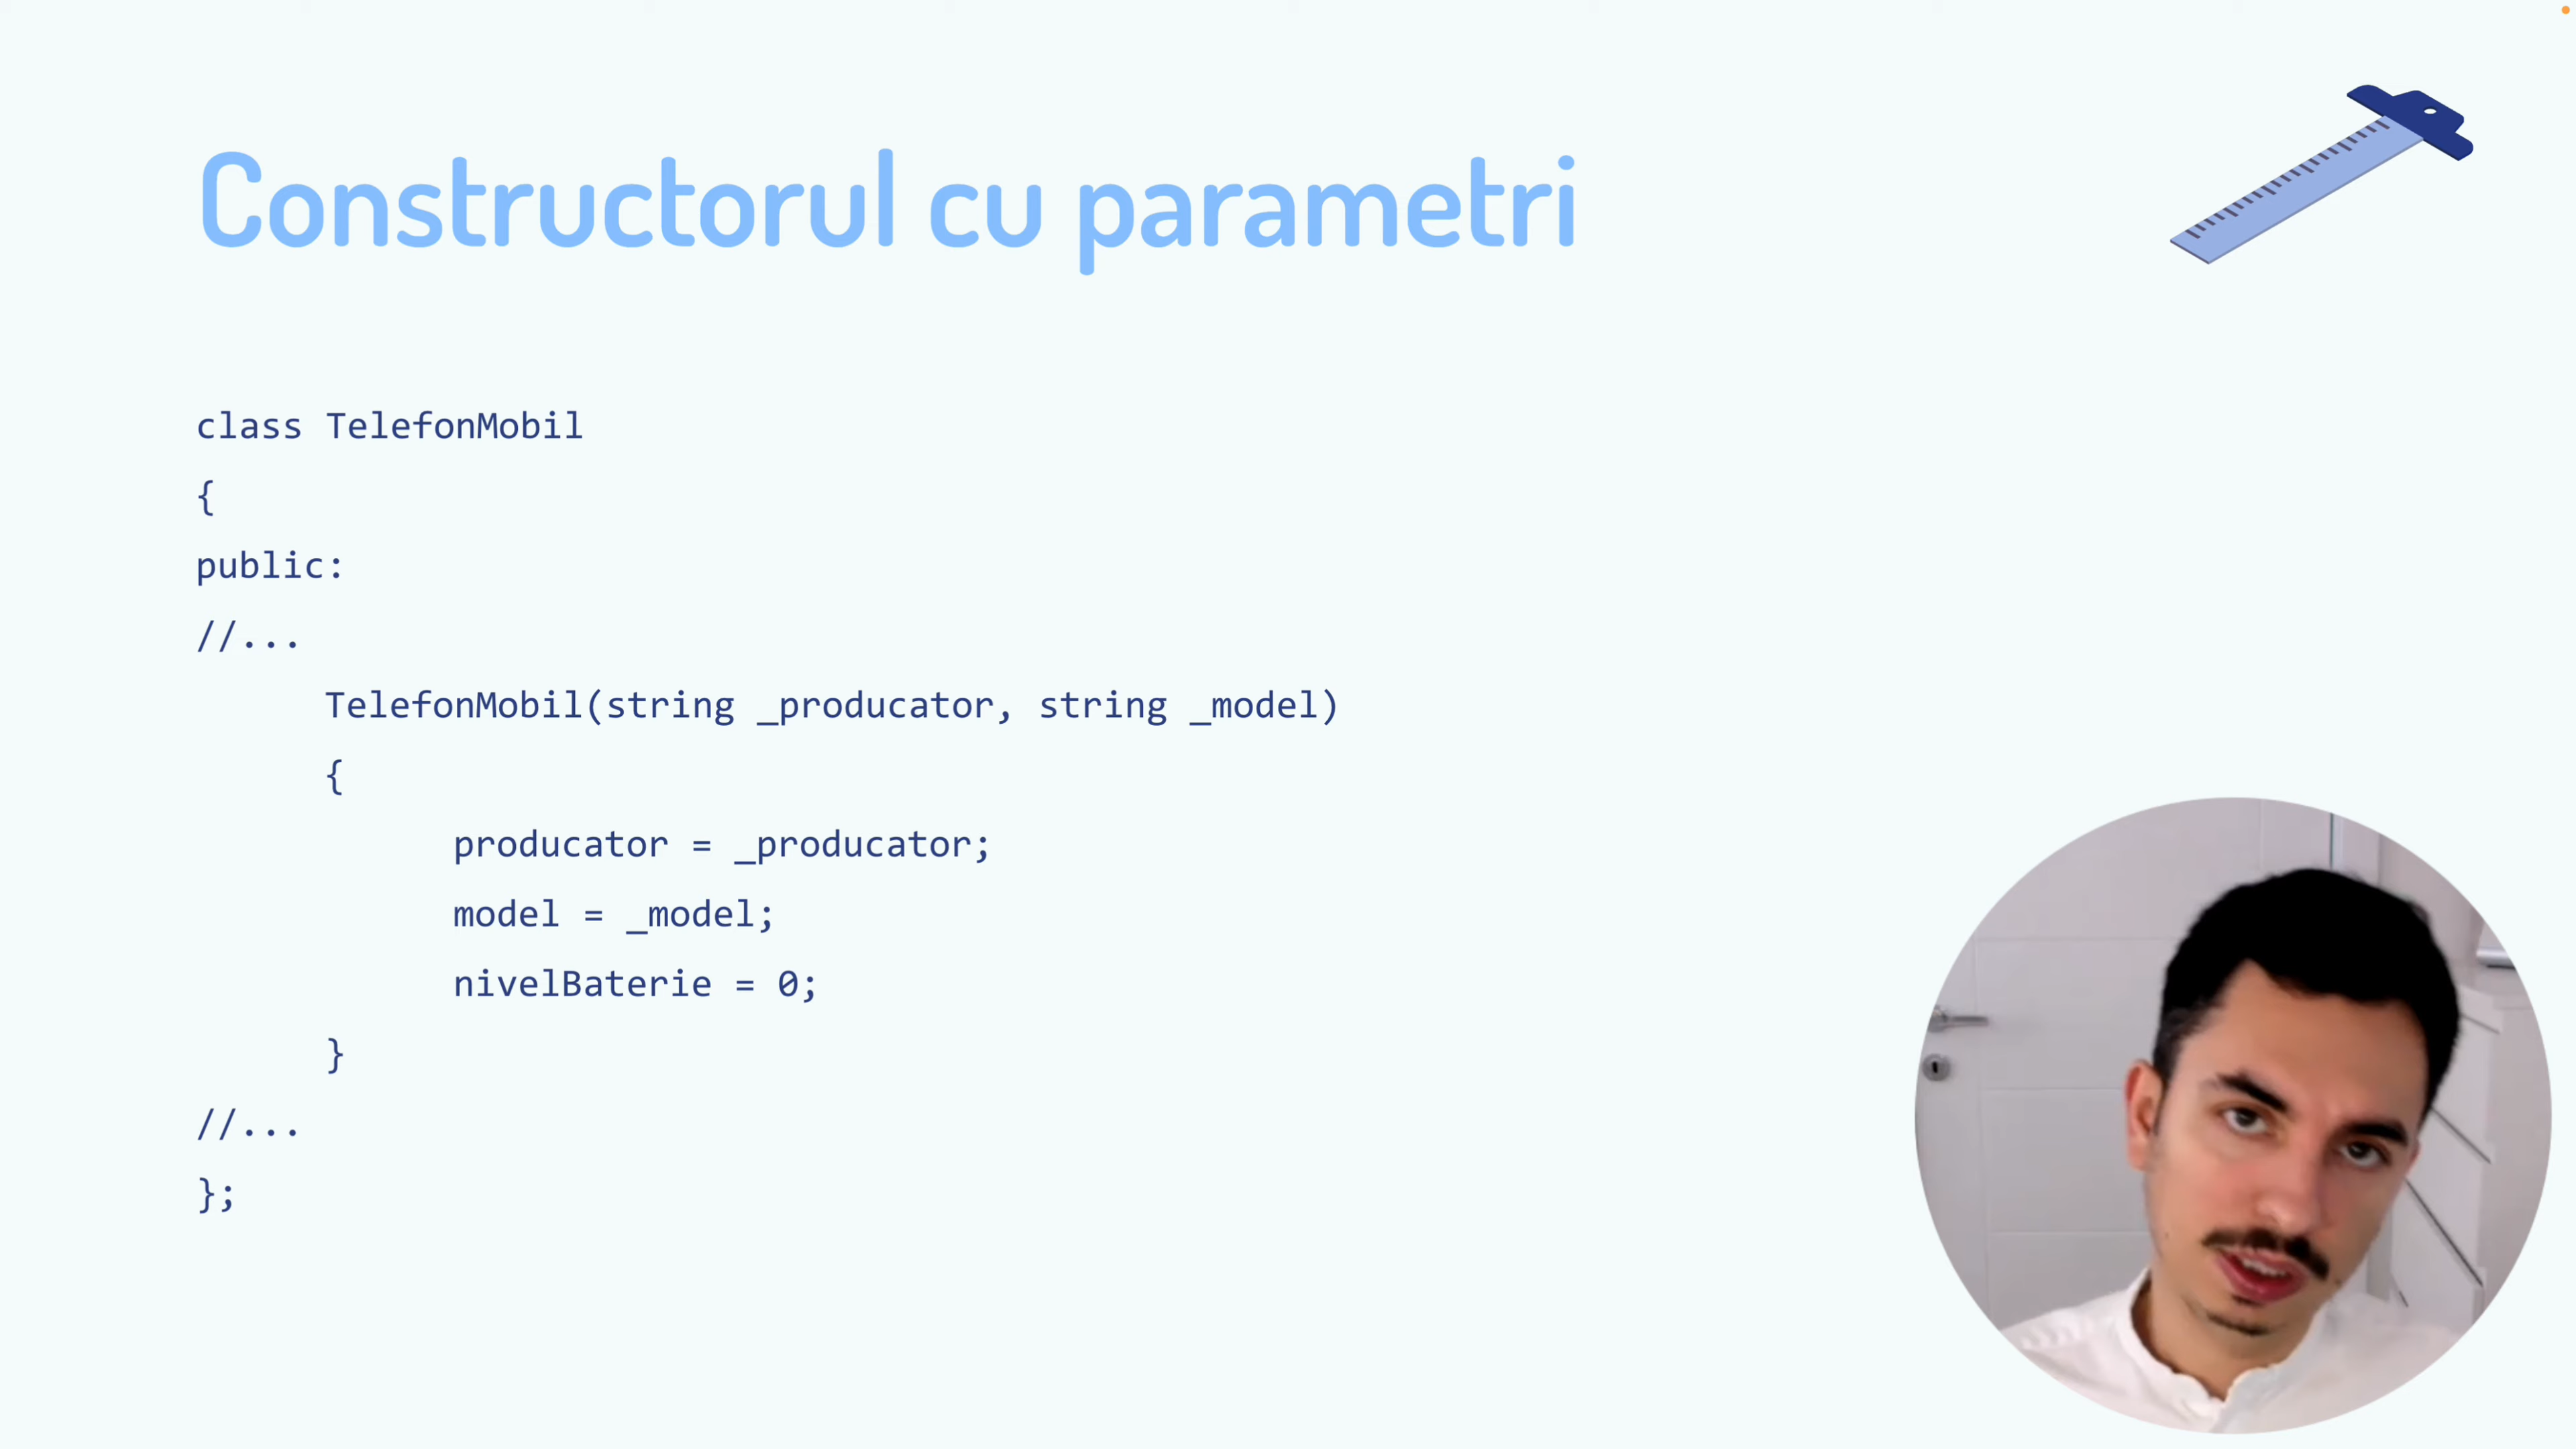 Constructorul cu parametri
class TelefonMobil
{
public:
//...
TelefonMobil(string _producator, string _model)
{
producator = _producator;
model = _model;
nivelBaterie = 0;
}
//...
};